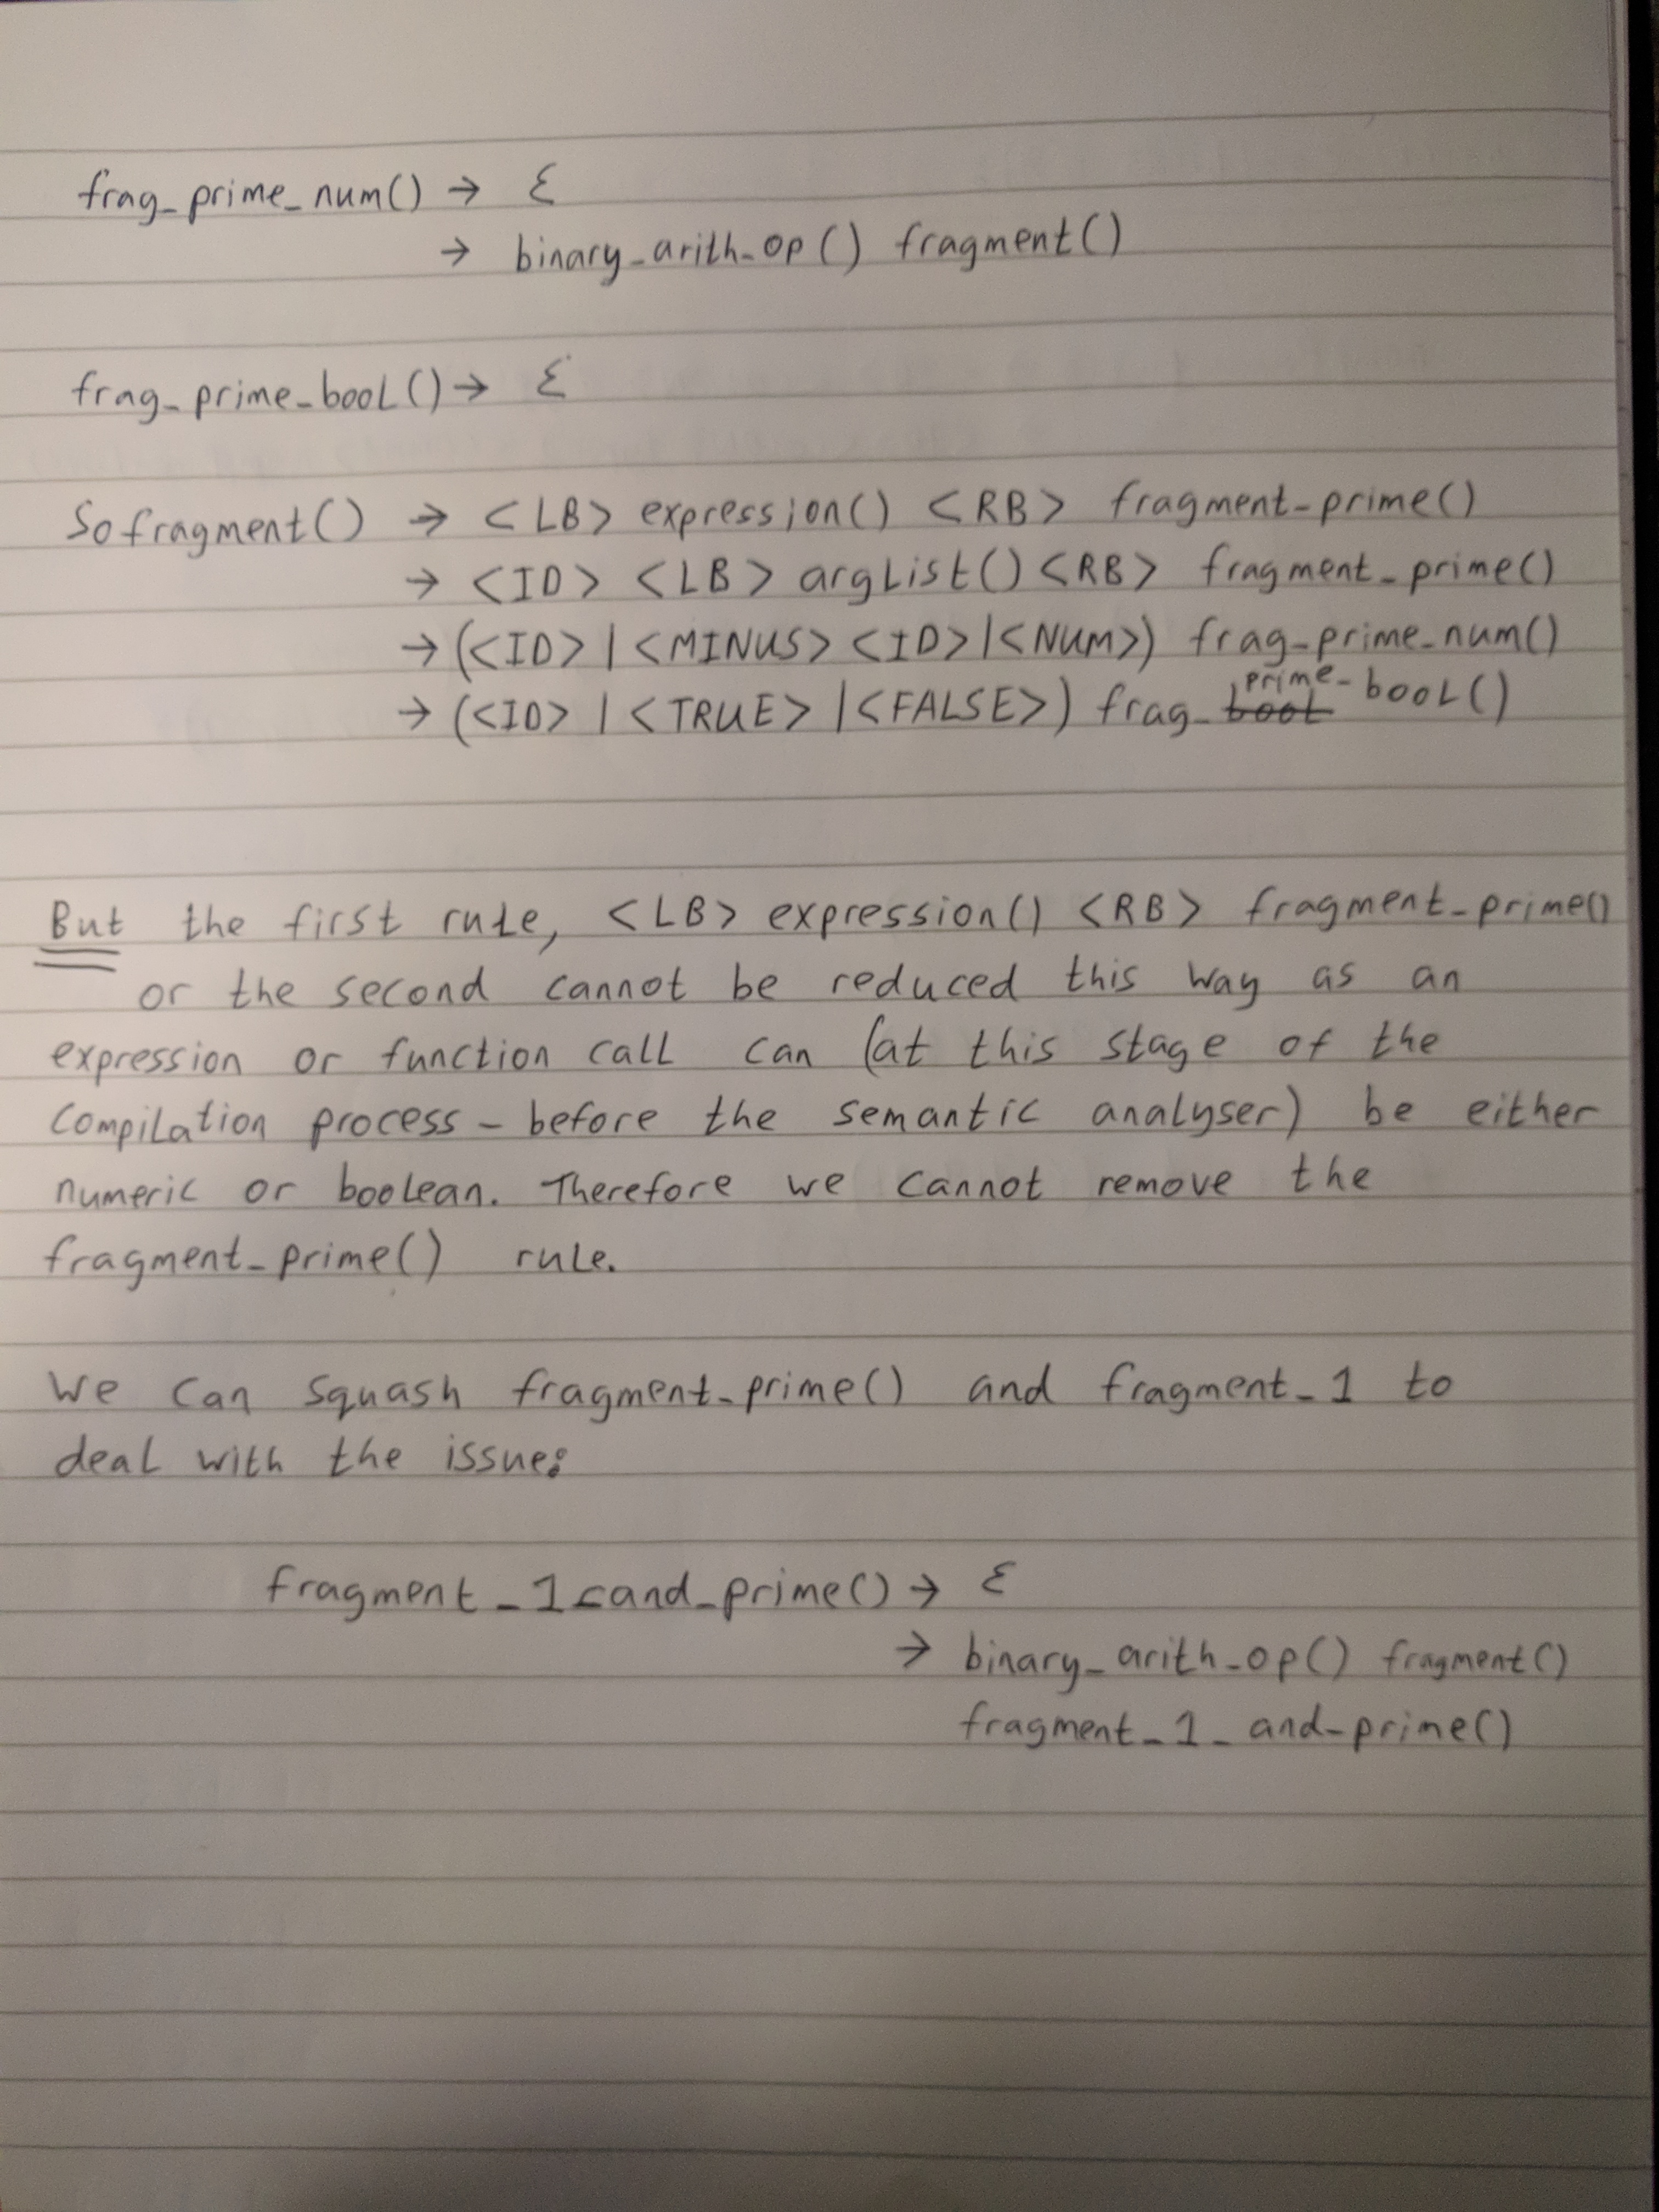 frag_prime_num() → ε
→ binary_arith_op() fragment()
frag_prime_bool() → ε
So fragment() → <LB> expression() <RB> fragment_prime()
→ <ID> <LB> argList() <RB> fragment_prime()
→ (<ID> | <MINUS> <ID> | <NUM>) frag_prime_num()
→ (<ID> | <TRUE> | <FALSE>) frag_ bool prime_ bool()
But the first rule, <LB> expression() <RB> fragment_prime()
or the second cannot be reduced this way as an
expression or function call can (at this stage of the
compilation process - before the semantic analyser) be either
numeric or boolean. Therefore we cannot remove the
fragment_prime() rule.
We can squash fragment_prime() and fragment_1 to
deal with the issue:
fragment_1_and_prime() → ε
→ binary_arith_op() fragment()
fragment_1_and_prime()